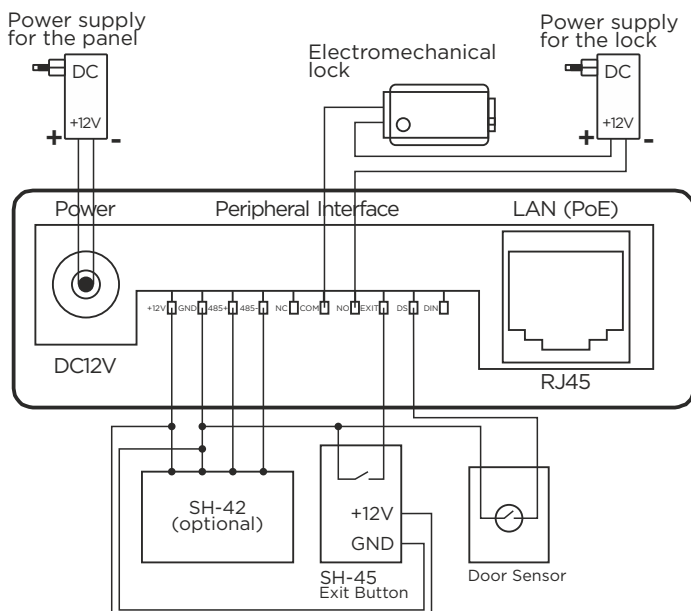 Power supply
for the panel
DC
+12V
+ -
Electromechanical
lock
Power supply
for the lock
DC
+12V
+ -
Power
Peripheral Interface
LAN (PoE)
+12V GND 485+ 485- NC COM NO EXIT DS DIN
DC12V
RJ45
SH-42
(optional)
+12V
GND
SH-45
Exit Button
Door Sensor